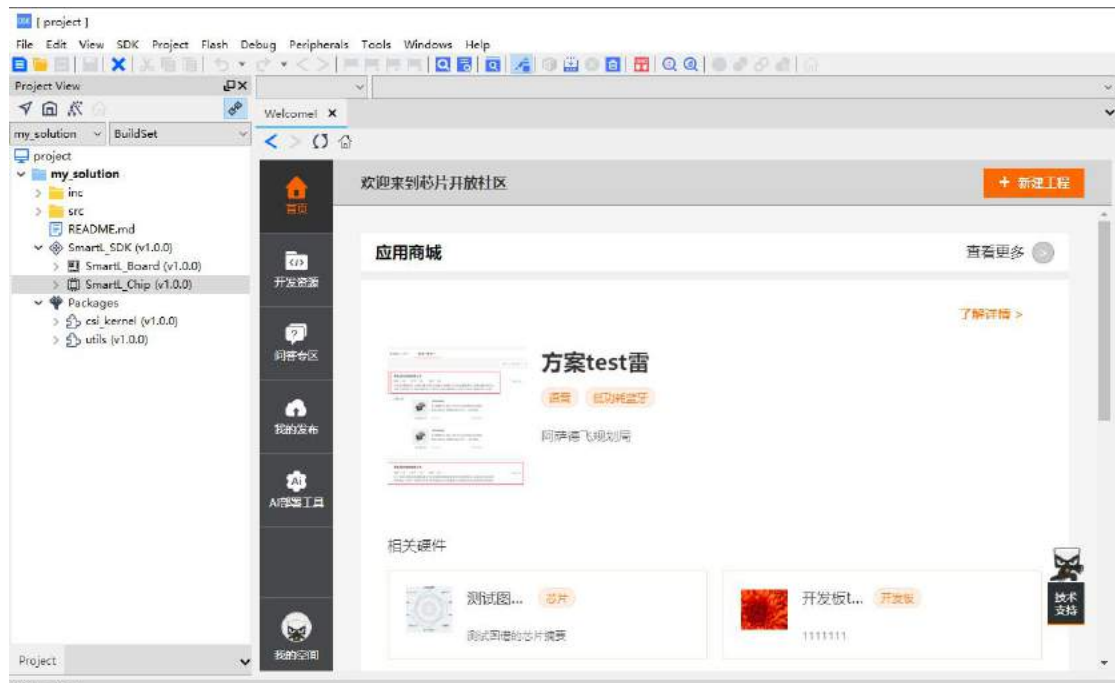 [ project ]
File Edit View SDK Project Flash Debug Peripherals Tools Windows Help
Project View
Welcome! X
my_solution BuildSet
project
my_solution
inc
src
README.md
SmartL_SDK (v1.0.0)
SmartL_Board (v1.0.0)
SmartL_Chip (v1.0.0)
Packages
csi_kernel (v1.0.0)
utils (v1.0.0)
Project
首页
开发资源
问答专区
我的发布
AI部署工具
我的空间
欢迎来到芯片开放社区
+ 新建工程
应用商城
查看更多
了解详情 >
方案test雷
语音 低功耗蓝牙
阿萨德飞规划局
相关硬件
测试图... 芯片
测试图谱的芯片摘要
开发板t... 开发板
1111111
技术
支持